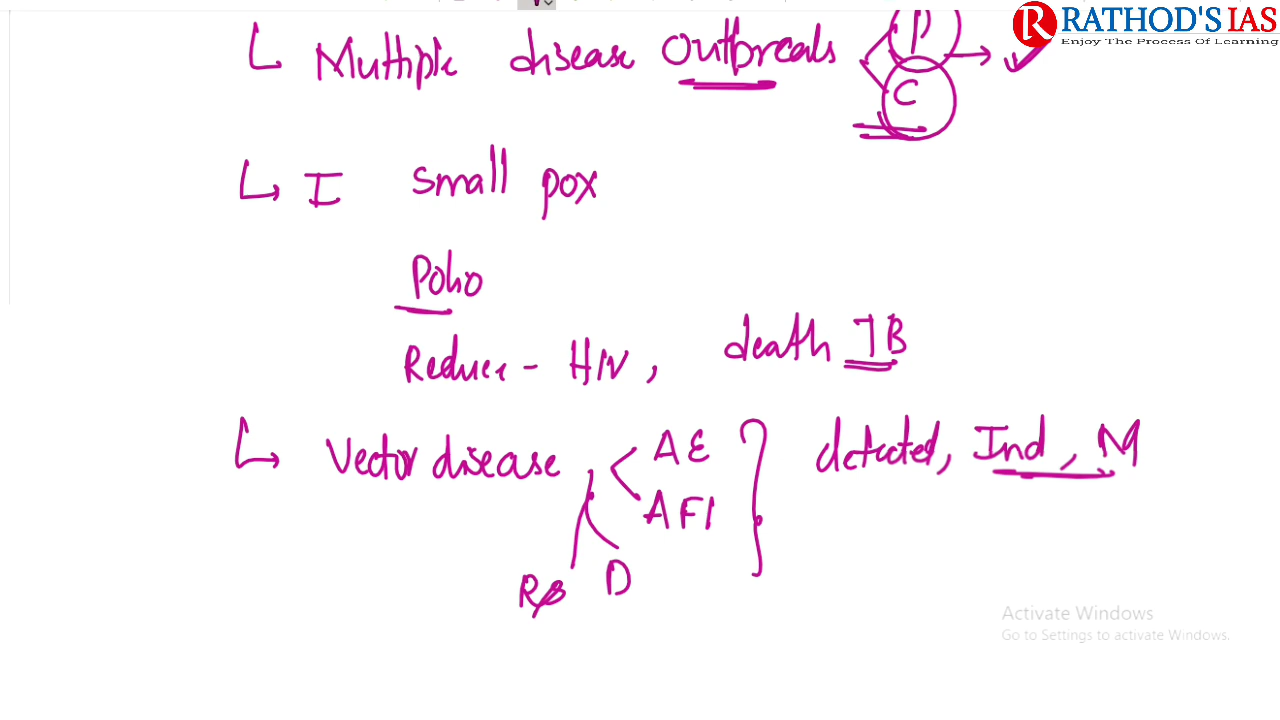 RATHOD'S IAS
Enjoy The Process Of Learning
R
Multiple disease outbreaks P
C
I small pox
Polio
Reduce - HIV, death TB
Vector disease AE detected, Ind, M
AFI
D
Activate Windows
Go to Settings to activate Windows.